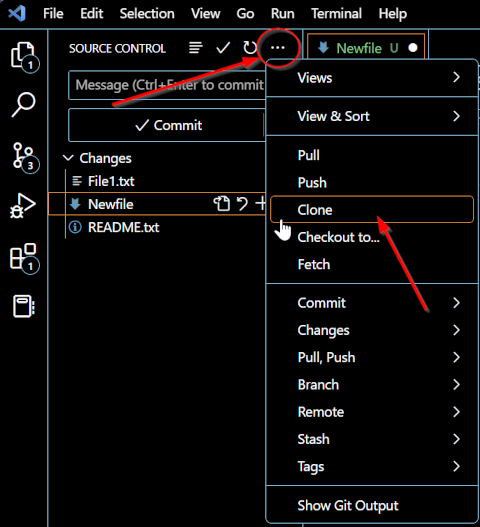 File Edit Selection View Go Run Terminal Help
SOURCE CONTROL
Newfile U
Message (Ctrl+Enter to commit
Commit
Changes
File1.txt
Newfile
README.txt
1
3
1
Views
View & Sort
Pull
Push
Clone
Checkout to...
Fetch
Commit
Changes
Pull, Push
Branch
Remote
Stash
Tags
Show Git Output